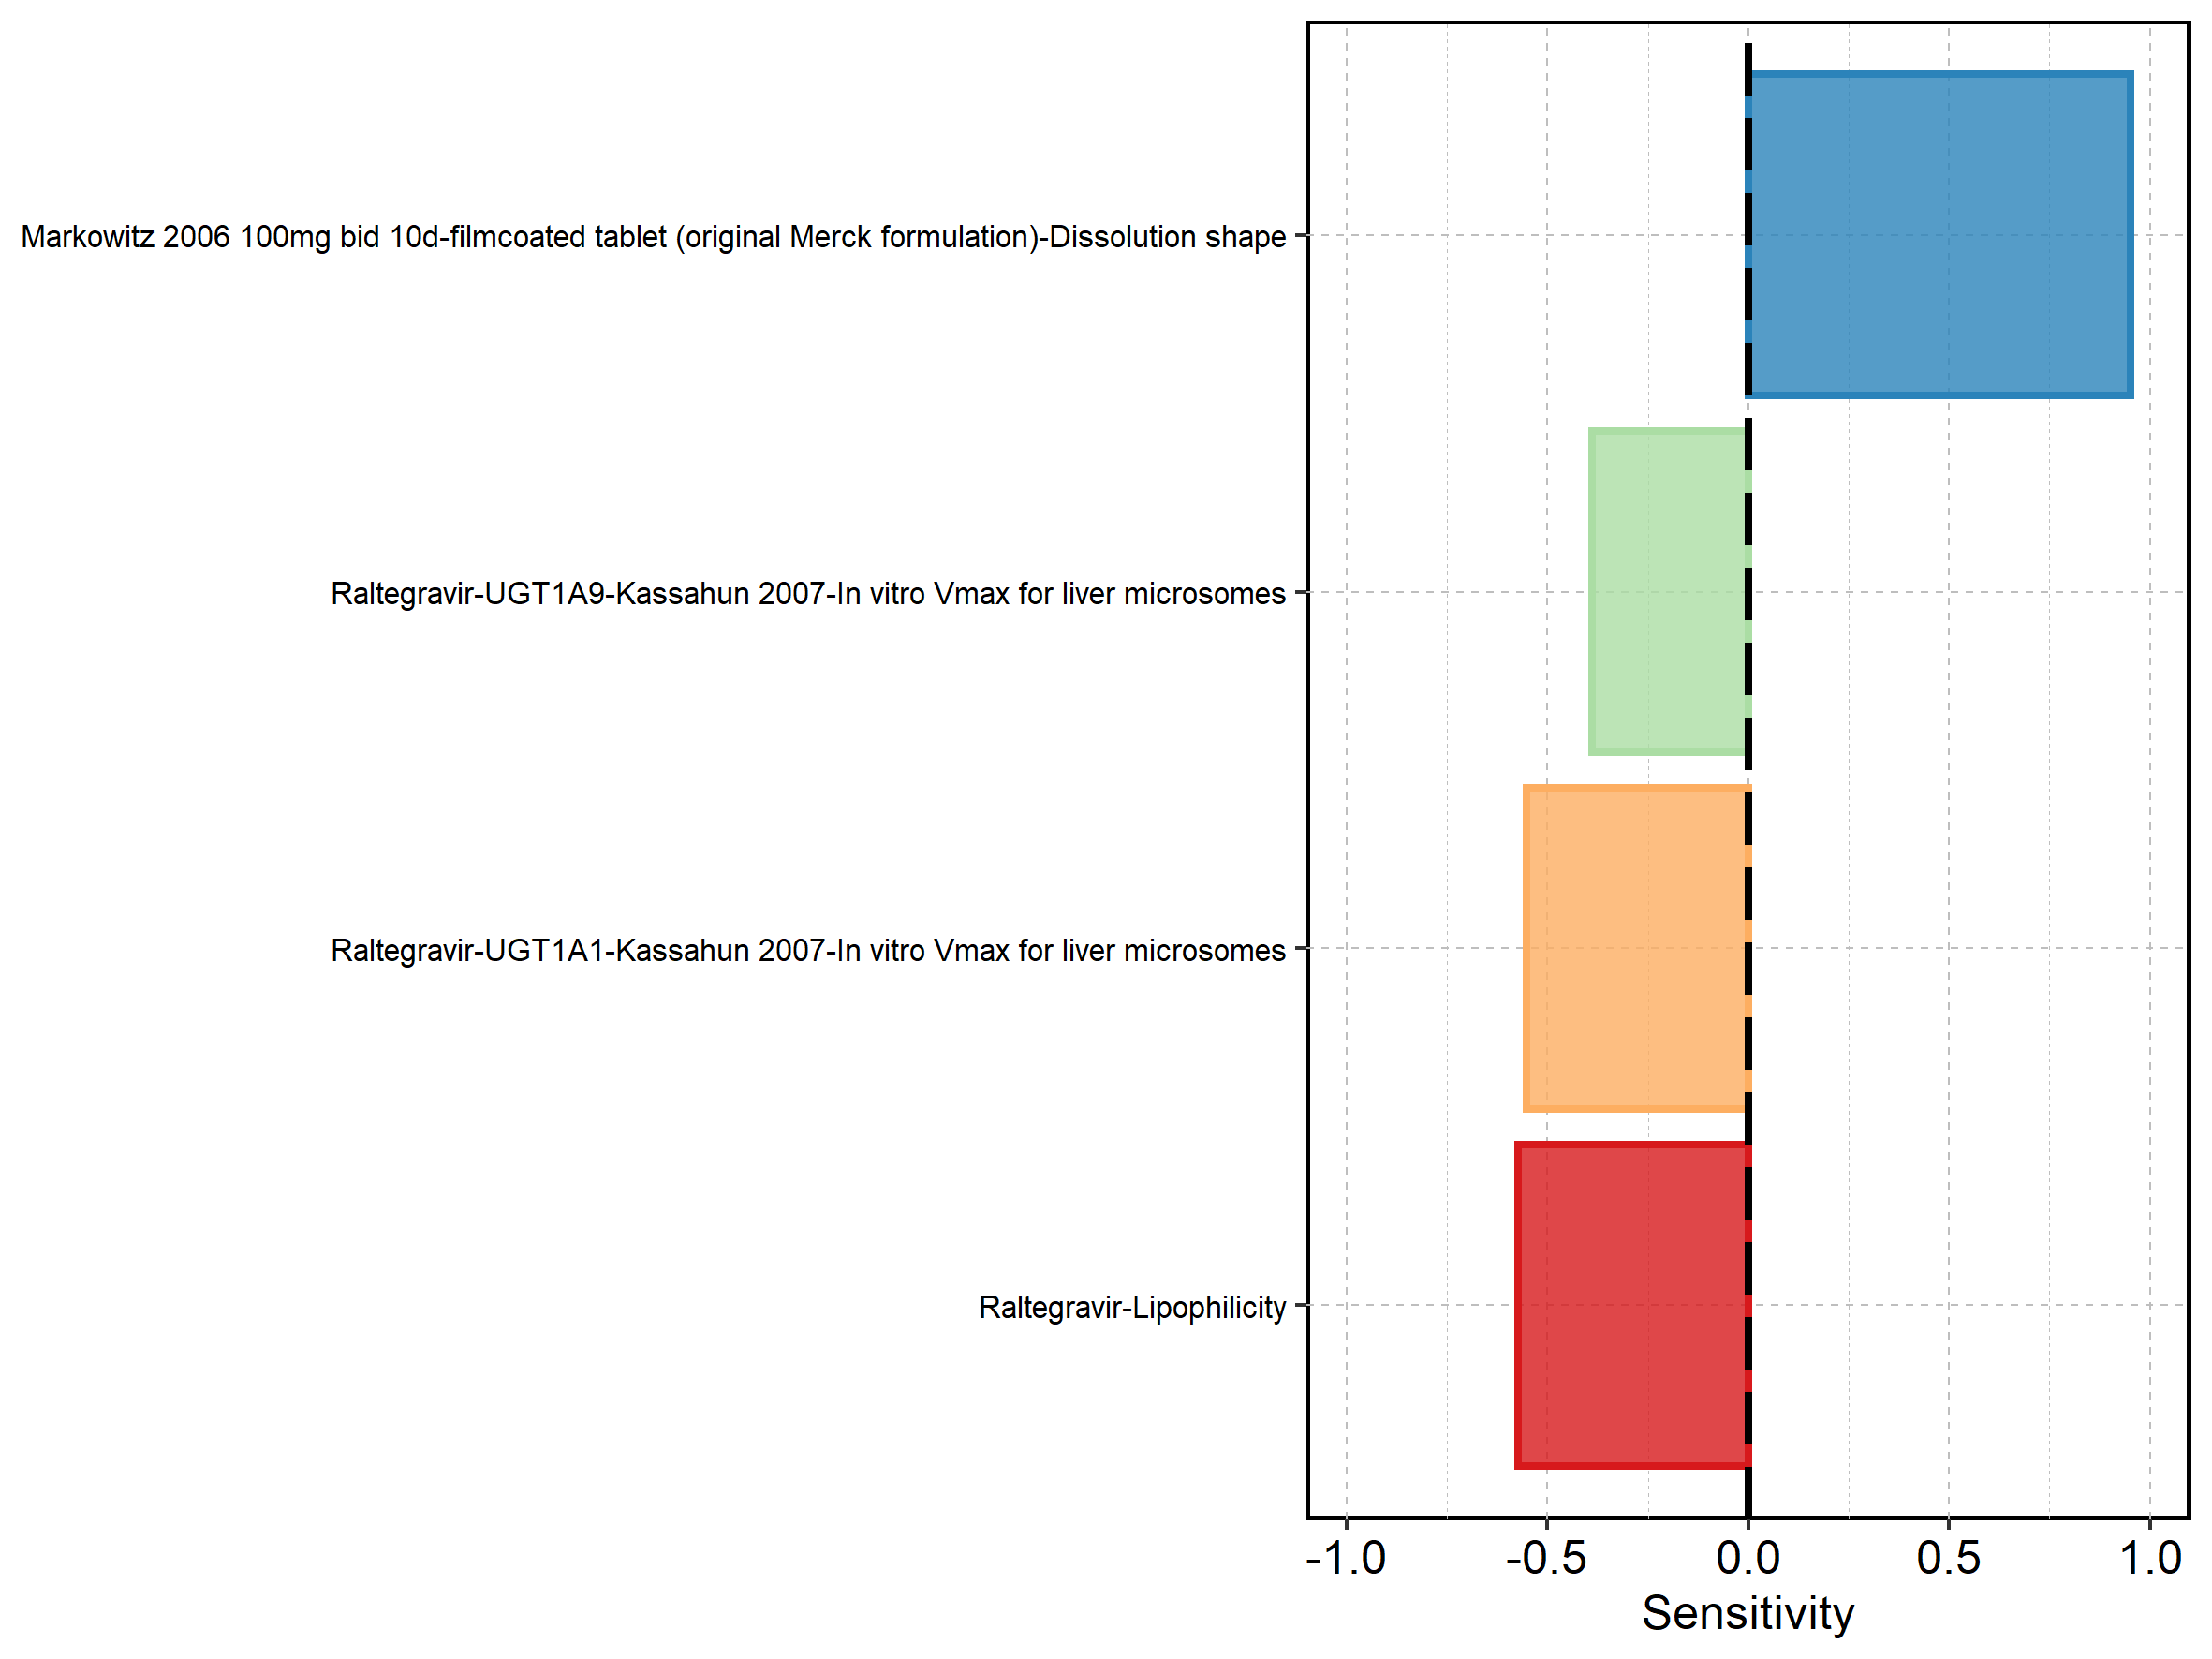 Markowitz 2006 100mg bid 10d-filmcoated tablet (original Merck formulation)-Dissolution shape
Raltegravir-UGT1A9-Kassahun 2007-In vitro Vmax for liver microsomes
Raltegravir-UGT1A1-Kassahun 2007-In vitro Vmax for liver microsomes
Raltegravir-Lipophilicity
-1.0 -0.5 0.0 0.5 1.0
Sensitivity